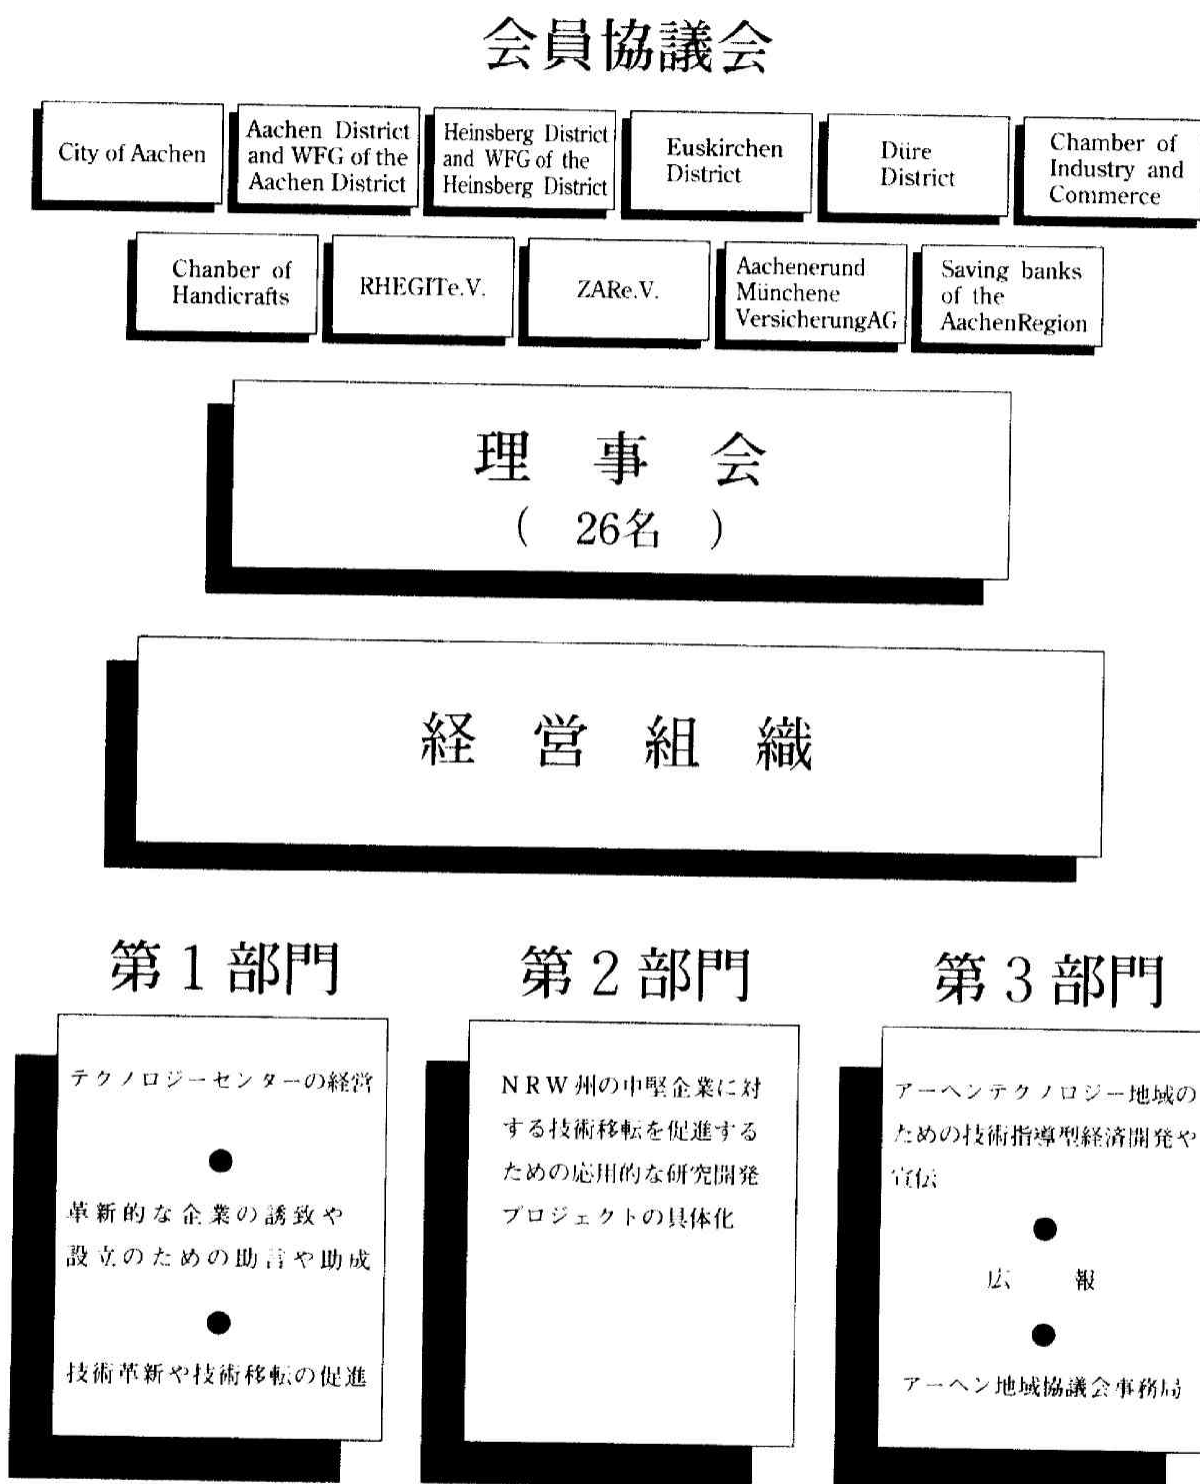 会員協議会
City of Aachen
Aachen District
and WFG of the
Aachen District
Heinsberg District
and WFG of the
Heinsberg District
Euskirchen
District
Düre
District
Chamber of
Industry and
Commerce
Chanber of
Handicrafts
RHEGITe.V.
ZARe.V.
Aachenerund
Münchene
VersicherungAG
Saving banks
of the
AachenRegion
理事会
(26名)
経営組織
第1部門
テクノロジーセンターの経営
●
革新的な企業の誘致や
設立のための助言や助成
●
技術革新や技術移転の促進
第2部門
NRW州の中堅企業に対
する技術移転を促進する
ための応用的な研究開発
プロジェクトの具体化
第3部門
アーヘンテクノロジー地域の
ための技術指導型経済開発や
宣伝
●
広報
●
アーヘン地域協議会事務局